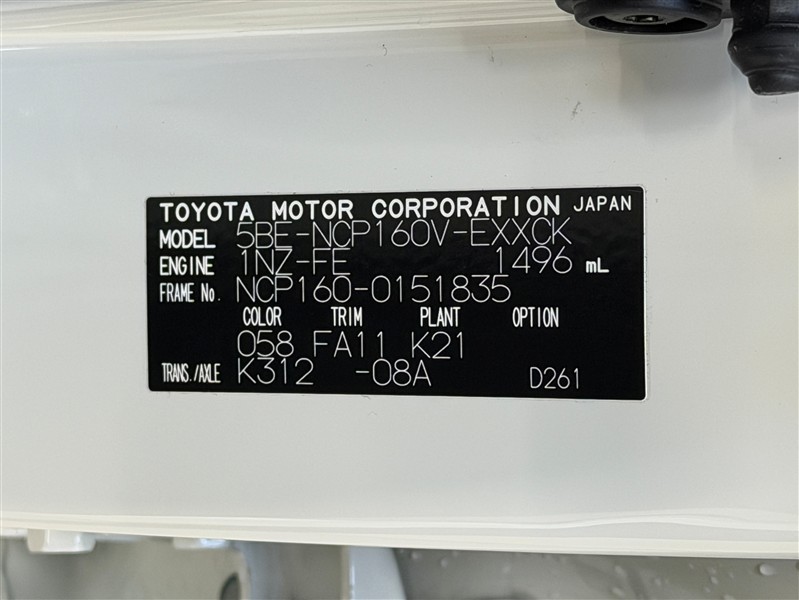 TOYOTA MOTOR CORPORATION JAPAN
MODEL 5BE-NCP160V-EXXCK
ENGINE 1NZ-FE 1496 mL
FRAME No. NCP160-0151835
COLOR TRIM PLANT OPTION
058 FA11 K21
TRANS./AXLE K312 -08A D261